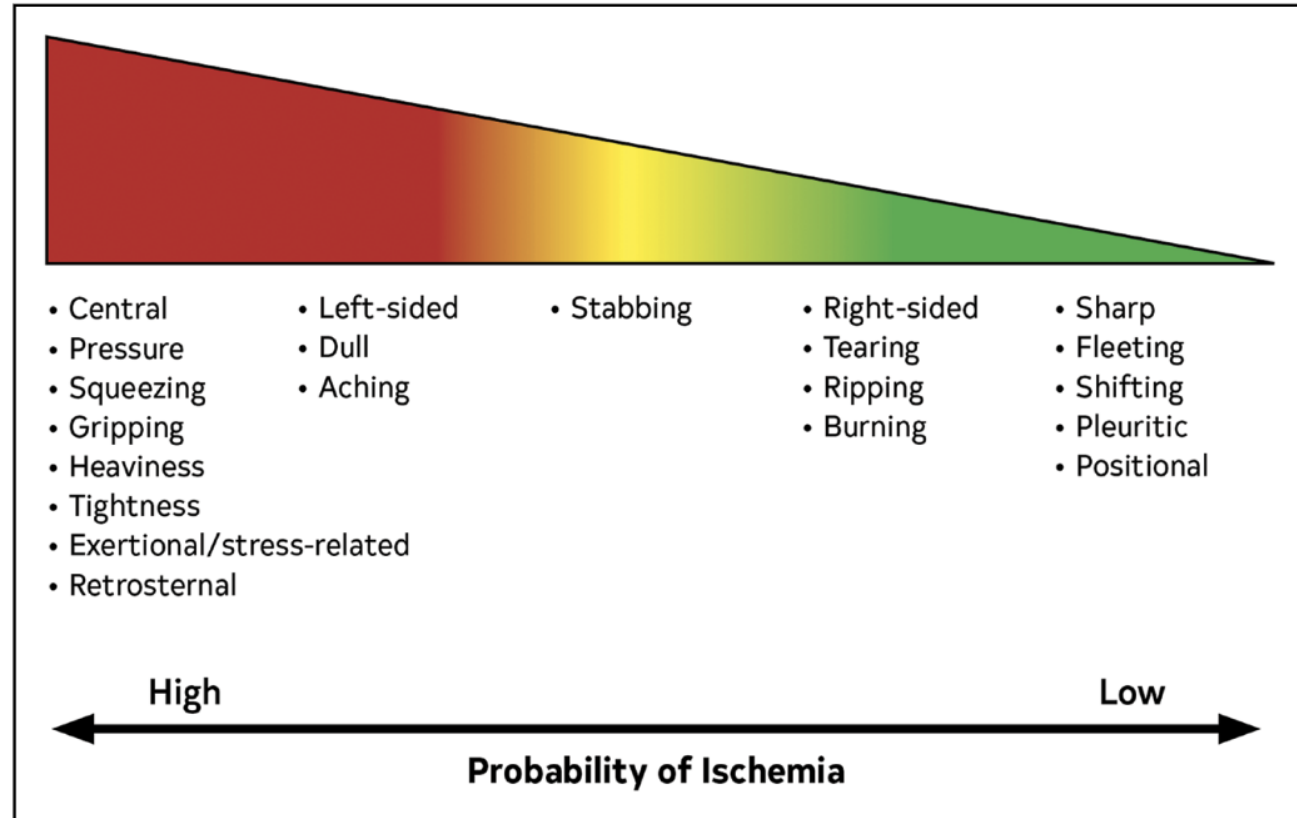 • Central
• Pressure
• Squeezing
• Gripping
• Heaviness
• Tightness
• Exertional/stress-related
• Retrosternal
• Left-sided
• Dull
• Aching
• Stabbing
• Right-sided
• Tearing
• Ripping
• Burning
• Sharp
• Fleeting
• Shifting
• Pleuritic
• Positional
High
Low
Probability of Ischemia